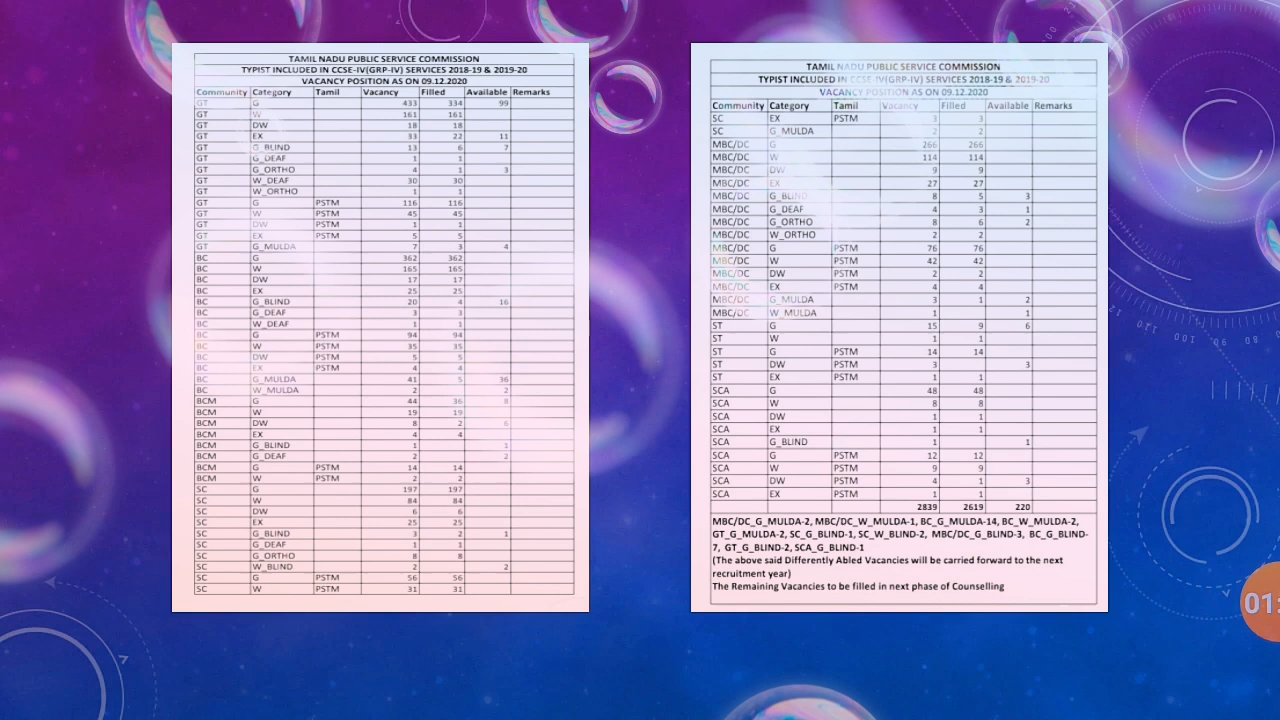 TAMIL NADU PUBLIC SERVICE COMMISSION
TYPIST INCLUDED IN CCSE-IV(GRP-IV) SERVICES 2018-19 & 2019-20
VACANCY POSITION AS ON 09.12.2020
Community Category Tamil Vacancy Filled Available Remarks
GT G 433 334 99
GT W 161 161
GT DW 18 18
GT EX 33 22 11
GT G_BLIND 13 6 7
GT G_DEAF 1 1
GT G_ORTHO 4 1 3
GT W_DEAF 30 30
GT W_ORTHO 1 1
GT G PSTM 116 116
GT W PSTM 45 45
GT DW PSTM 1 1
GT EX PSTM 5 5
GT G_MULDA 7 3 4
BC G 362 362
BC W 165 165
BC DW 17 17
BC EX 25 25
BC G_BLIND 20 4 16
BC G_DEAF 3 3
BC W_DEAF 1 1
BC G PSTM 94 94
BC W PSTM 35 35
BC DW PSTM 5 5
BC EX PSTM 4 4
BC G_MULDA 41 5 36
BC W_MULDA 2 2
BCM G 44 36 8
BCM W 19 19
BCM DW 8 2 6
BCM EX 4 4
BCM G_BLIND 1 1
BCM G_DEAF 2 2
BCM G PSTM 14 14
BCM W PSTM 2 2
SC G 197 197
SC W 84 84
SC DW 6 6
SC EX 25 25
SC G_BLIND 3 2 1
SC G_DEAF 1 1
SC G_ORTHO 8 8
SC W_BLIND 2 2
SC G PSTM 56 56
SC W PSTM 31 31
TAMIL NADU PUBLIC SERVICE COMMISSION
TYPIST INCLUDED IN CCSE-IV(GRP-IV) SERVICES 2018-19 & 2019-20
VACANCY POSITION AS ON 09.12.2020
Community Category Tamil Vacancy Filled Available Remarks
SC EX PSTM 3 3
SC G_MULDA 2 2
MBC/DC G 266 266
MBC/DC W 114 114
MBC/DC DW 9 9
MBC/DC EX 27 27
MBC/DC G_BLIND 8 5 3
MBC/DC G_DEAF 4 3 1
MBC/DC G_ORTHO 8 6 2
MBC/DC W_ORTHO 2 2
MBC/DC G PSTM 76 76
MBC/DC W PSTM 42 42
MBC/DC DW PSTM 2 2
MBC/DC EX PSTM 4 4
MBC/DC G_MULDA 3 1 2
MBC/DC W_MULDA 1 1
ST G 15 9 6
ST W 1 1
ST G PSTM 14 14
ST DW PSTM 3 3
ST EX PSTM 1 1
SCA G 48 48
SCA W 8 8
SCA DW 1 1
SCA EX 1 1
SCA G_BLIND 1 1
SCA G PSTM 12 12
SCA W PSTM 9 9
SCA DW PSTM 4 1 3
SCA EX PSTM 1 1
2839 2619 220
MBC/DC_G_MULDA-2, MBC/DC_W_MULDA-1, BC_G_MULDA-14, BC_W_MULDA-2,
GT_G_MULDA-2, SC_G_BLIND-1, SC_W_BLIND-2, MBC/DC_G_BLIND-3, BC_G_BLIND-
7, GT_G_BLIND-2, SCA_G_BLIND-1
(The above said Differently Abled Vacancies will be carried forward to the next
recruitment year)
The Remaining Vacancies to be filled in next phase of Counselling